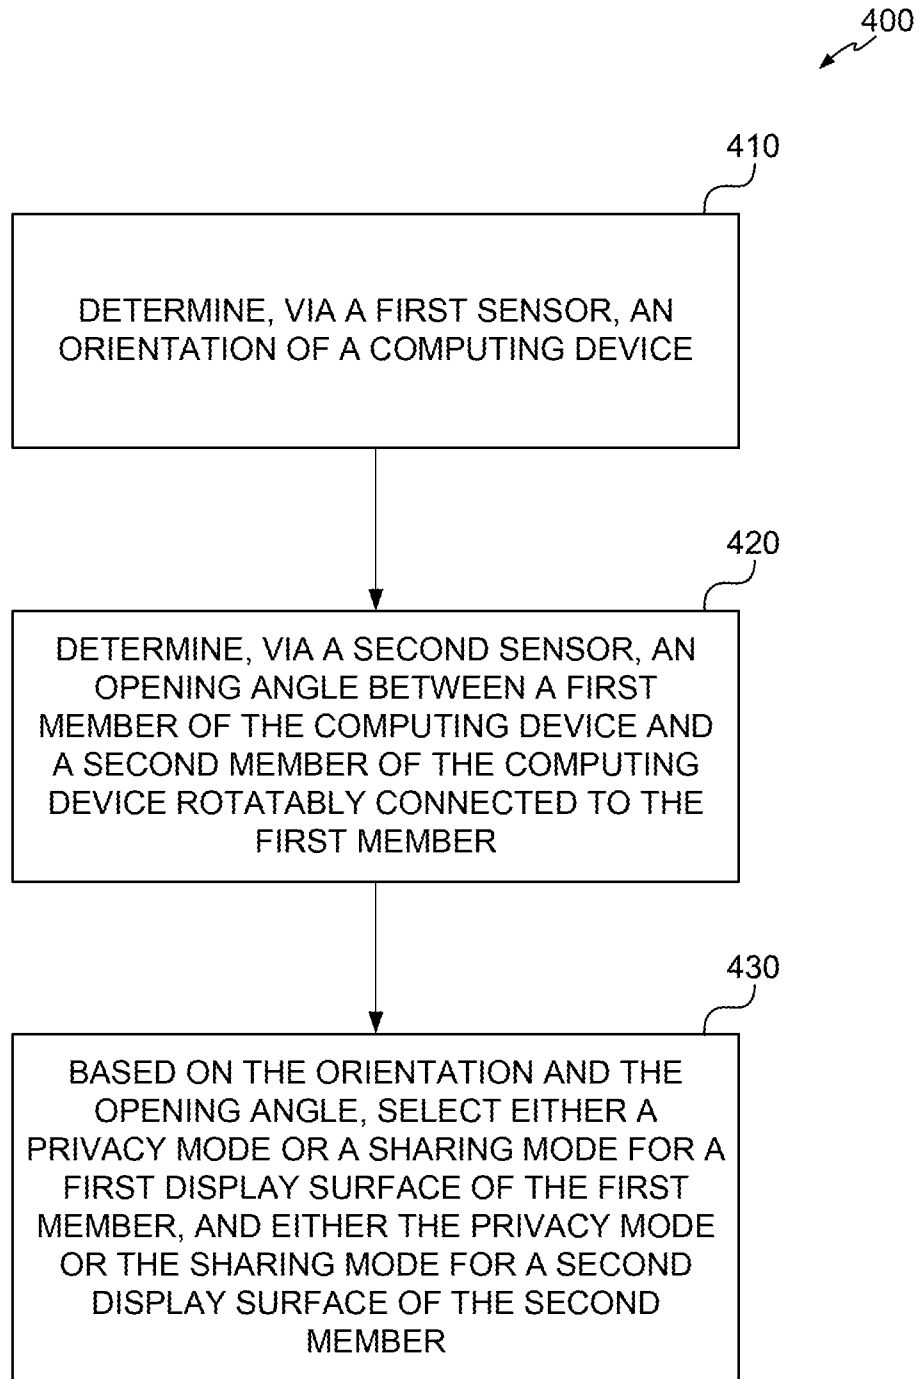 400
410
DETERMINE, VIA A FIRST SENSOR, AN
ORIENTATION OF A COMPUTING DEVICE
420
DETERMINE, VIA A SECOND SENSOR, AN
OPENING ANGLE BETWEEN A FIRST
MEMBER OF THE COMPUTING DEVICE AND
A SECOND MEMBER OF THE COMPUTING
DEVICE ROTATABLY CONNECTED TO THE
FIRST MEMBER
430
BASED ON THE ORIENTATION AND THE
OPENING ANGLE, SELECT EITHER A
PRIVACY MODE OR A SHARING MODE FOR A
FIRST DISPLAY SURFACE OF THE FIRST
MEMBER, AND EITHER THE PRIVACY MODE
OR THE SHARING MODE FOR A SECOND
DISPLAY SURFACE OF THE SECOND
MEMBER